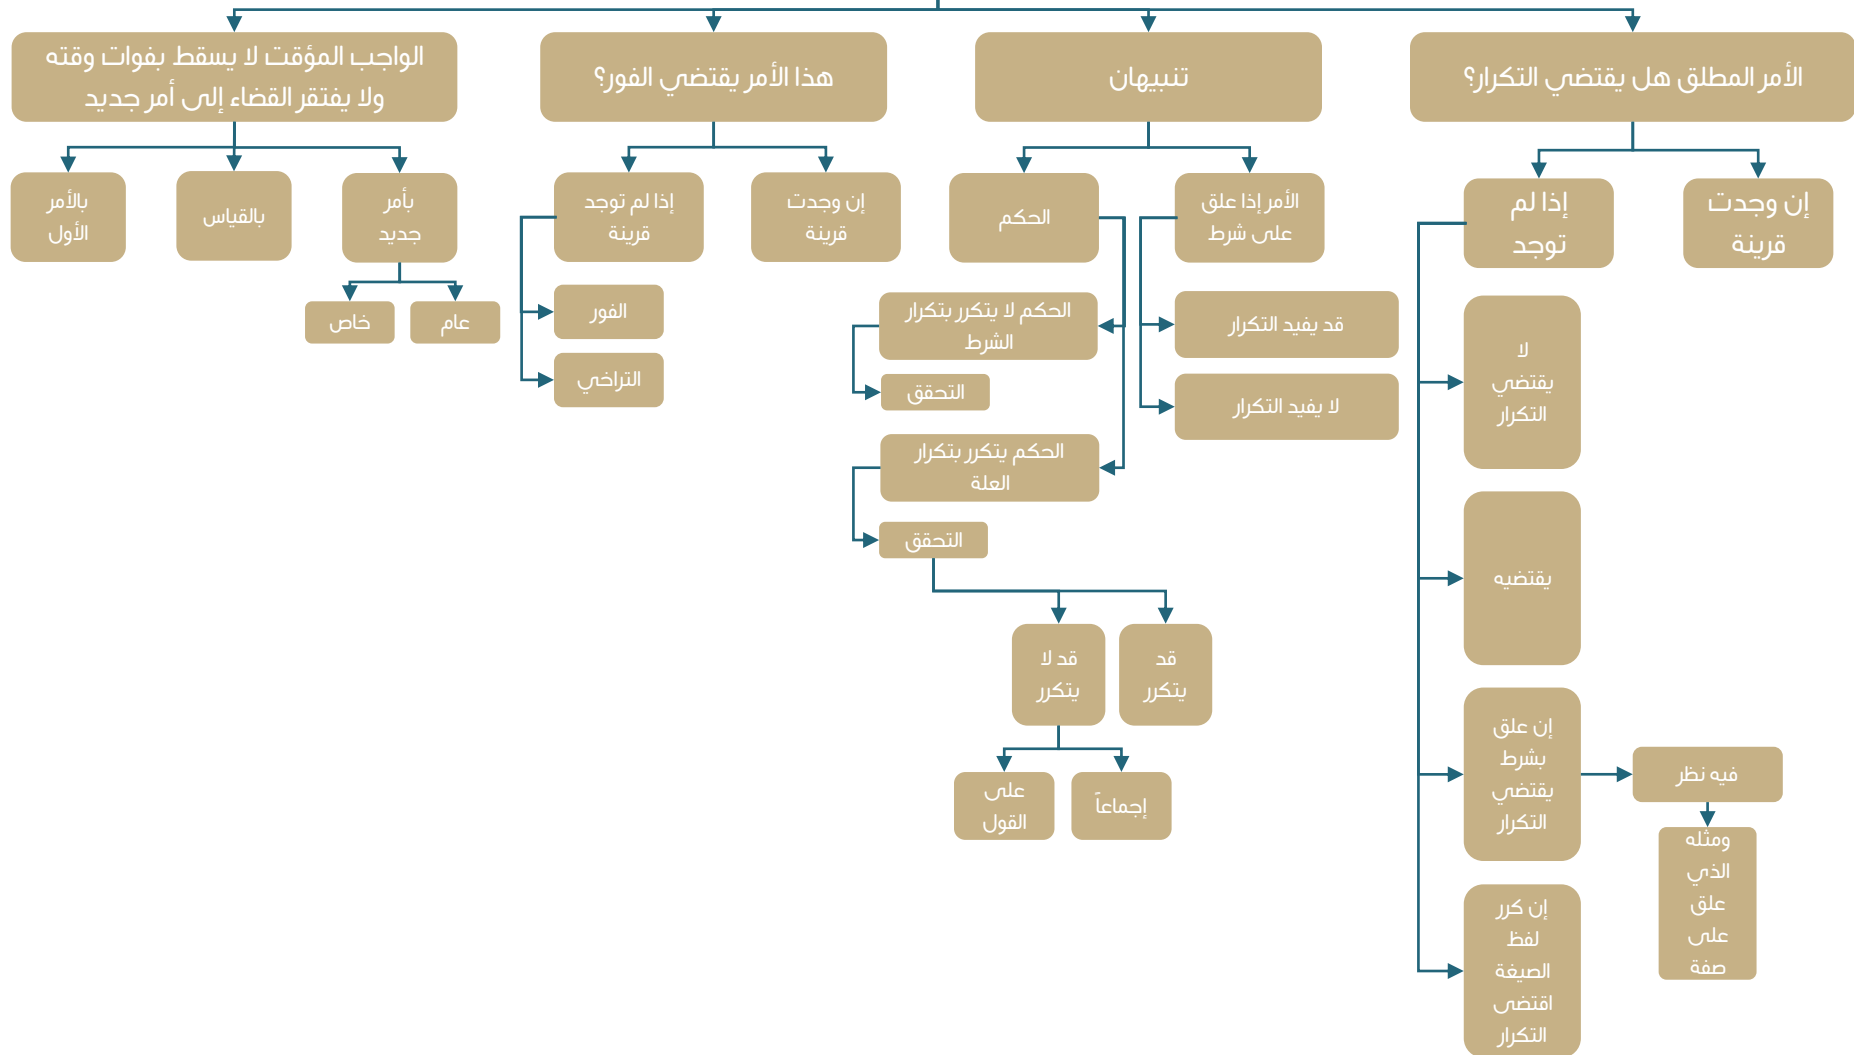 الأمر المطلق هل يقتضي التكرار؟
إن وجدت
قرينة
إذا لم
توجد
لا
يقتضي
التكرار
يقتضيه
إن علق
بشرط
يقتضي
التكرار
فيه نظر
ومثله
الذي
علق
على
صفة
إن كرر
لفظ
الصيغة
اقتضى
التكرار
تنبيهان
الأمر إذا علق
على شرط
قد يفيد التكرار
لا يفيد التكرار
الحكم
الحكم لا يتكرر بتكرار
الشرط
التحقق
الحكم يتكرر بتكرار
العلة
التحقق
قد
يتكرر
قد لا
يتكرر
إجماعاً
على
القول
هذا الأمر يقتضي الفور؟
إن وجدت
قرينة
إذا لم توجد
قرينة
الفور
التراخي
الواجب المؤقت لا يسقط بفوات وقته
ولا يفتقر القضاء إلى أمر جديد
بأمر
جديد
عام
خاص
بالقياس
بالأمر
الأول